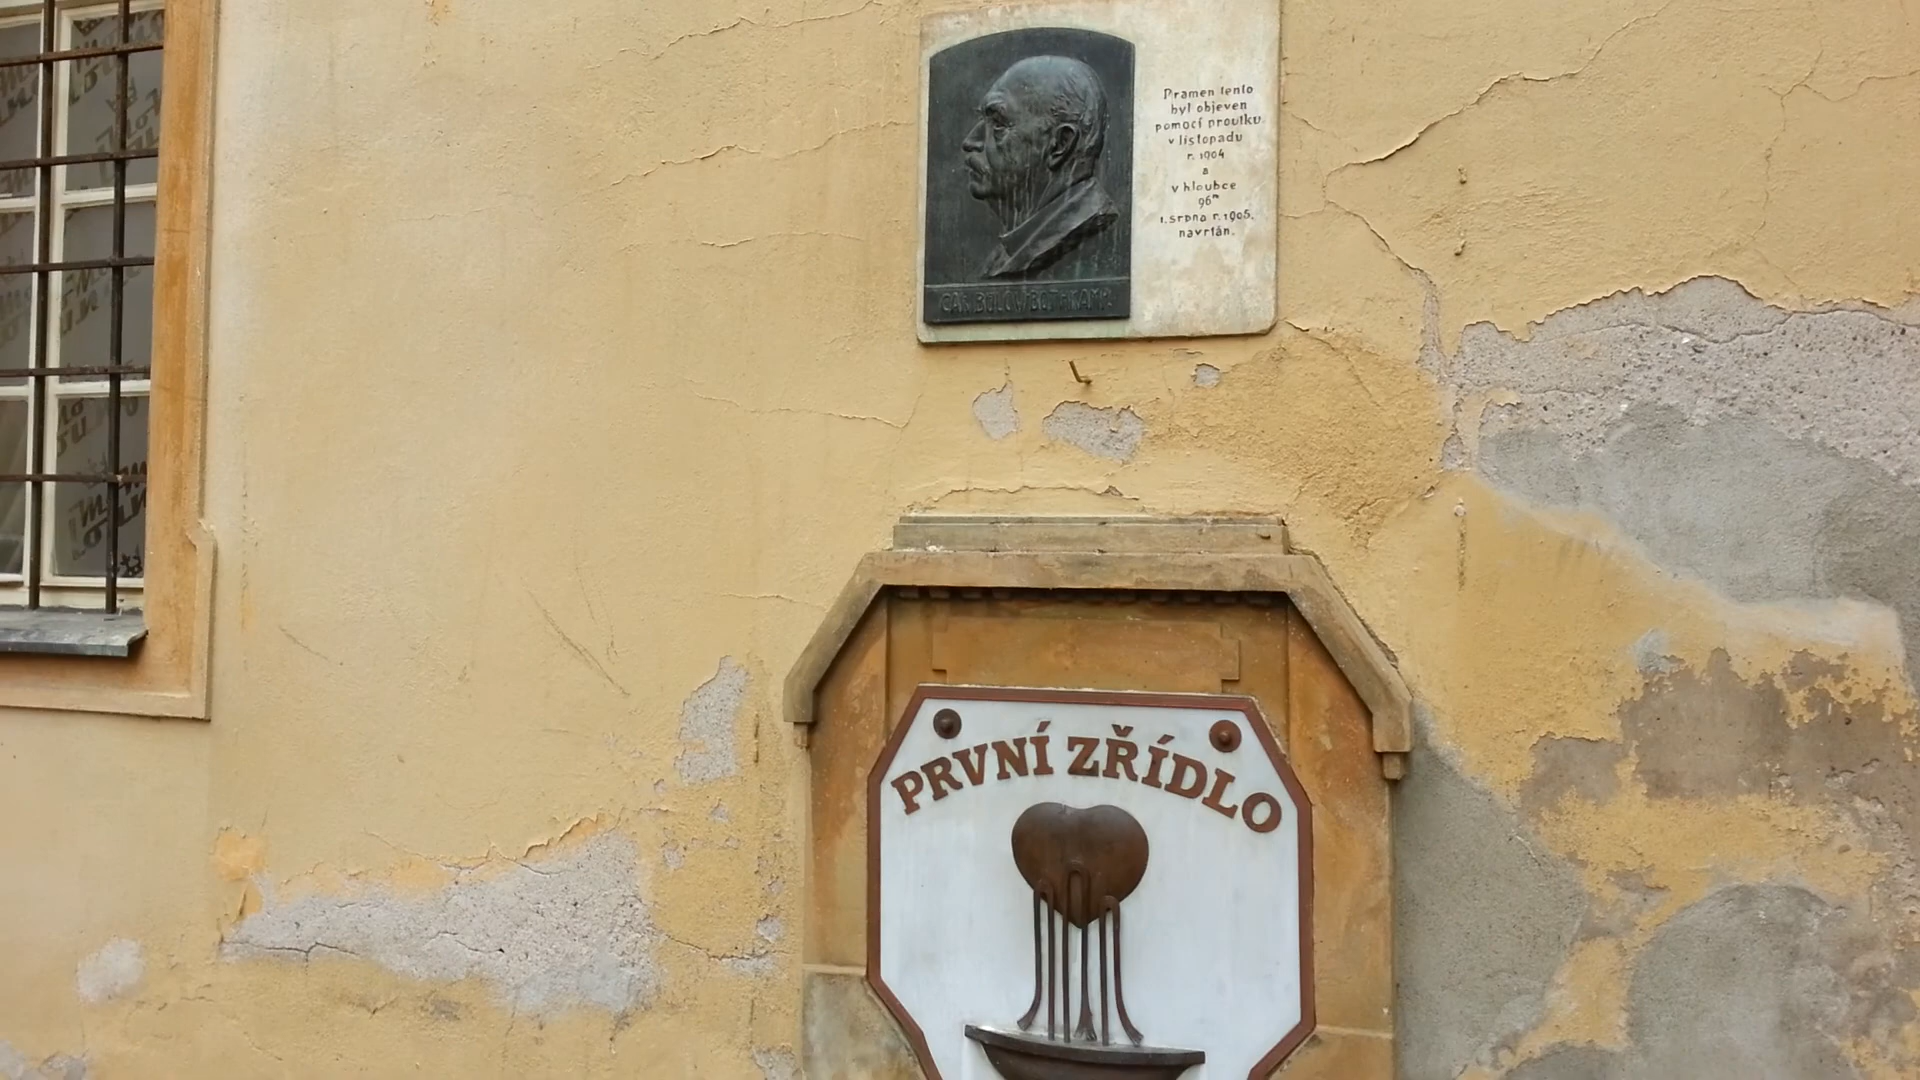 Pramen tento
byl objeven
pomocí proutku
v listopadu
r. 1904
a
v hloubce
96m
1. srpna r. 1905.
navrtán.
PRVNÍ ZŘÍDLO